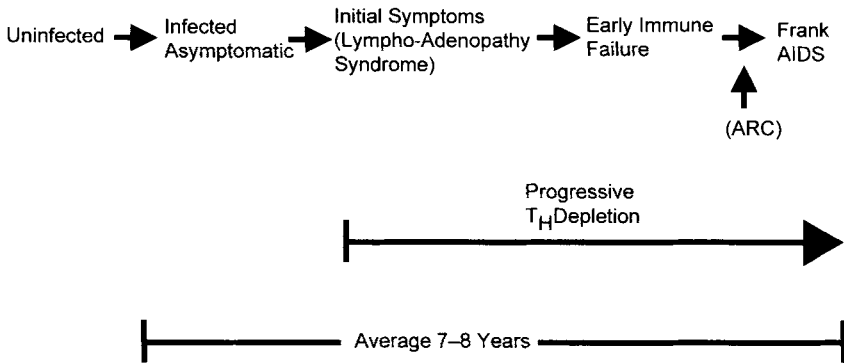 Uninfected
Infected
Asymptomatic
Initial Symptoms
(Lympho-Adenopathy
Syndrome)
Early Immune
Failure
Frank
AIDS
(ARC)
Progressive
THDepletion
Average 7–8 Years